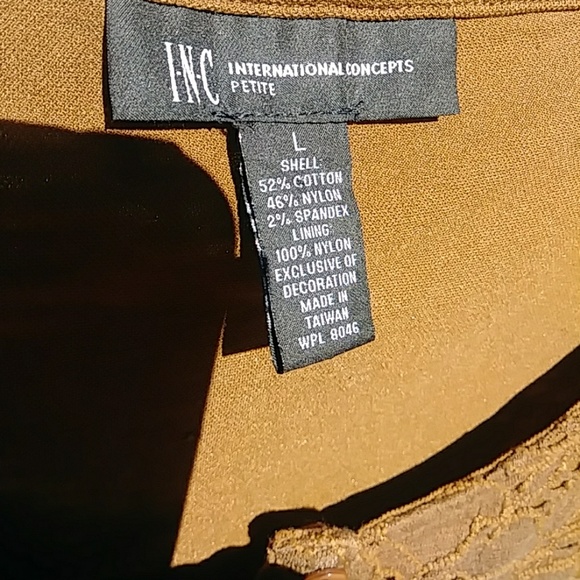 I·N·C INTERNATIONAL CONCEPTS
PETITE
L
SHELL:
52% COTTON
46% NYLON
2% SPANDEX
LINING:
100% NYLON
EXCLUSIVE OF
DECORATION
MADE IN
TAIWAN
WPL 8046